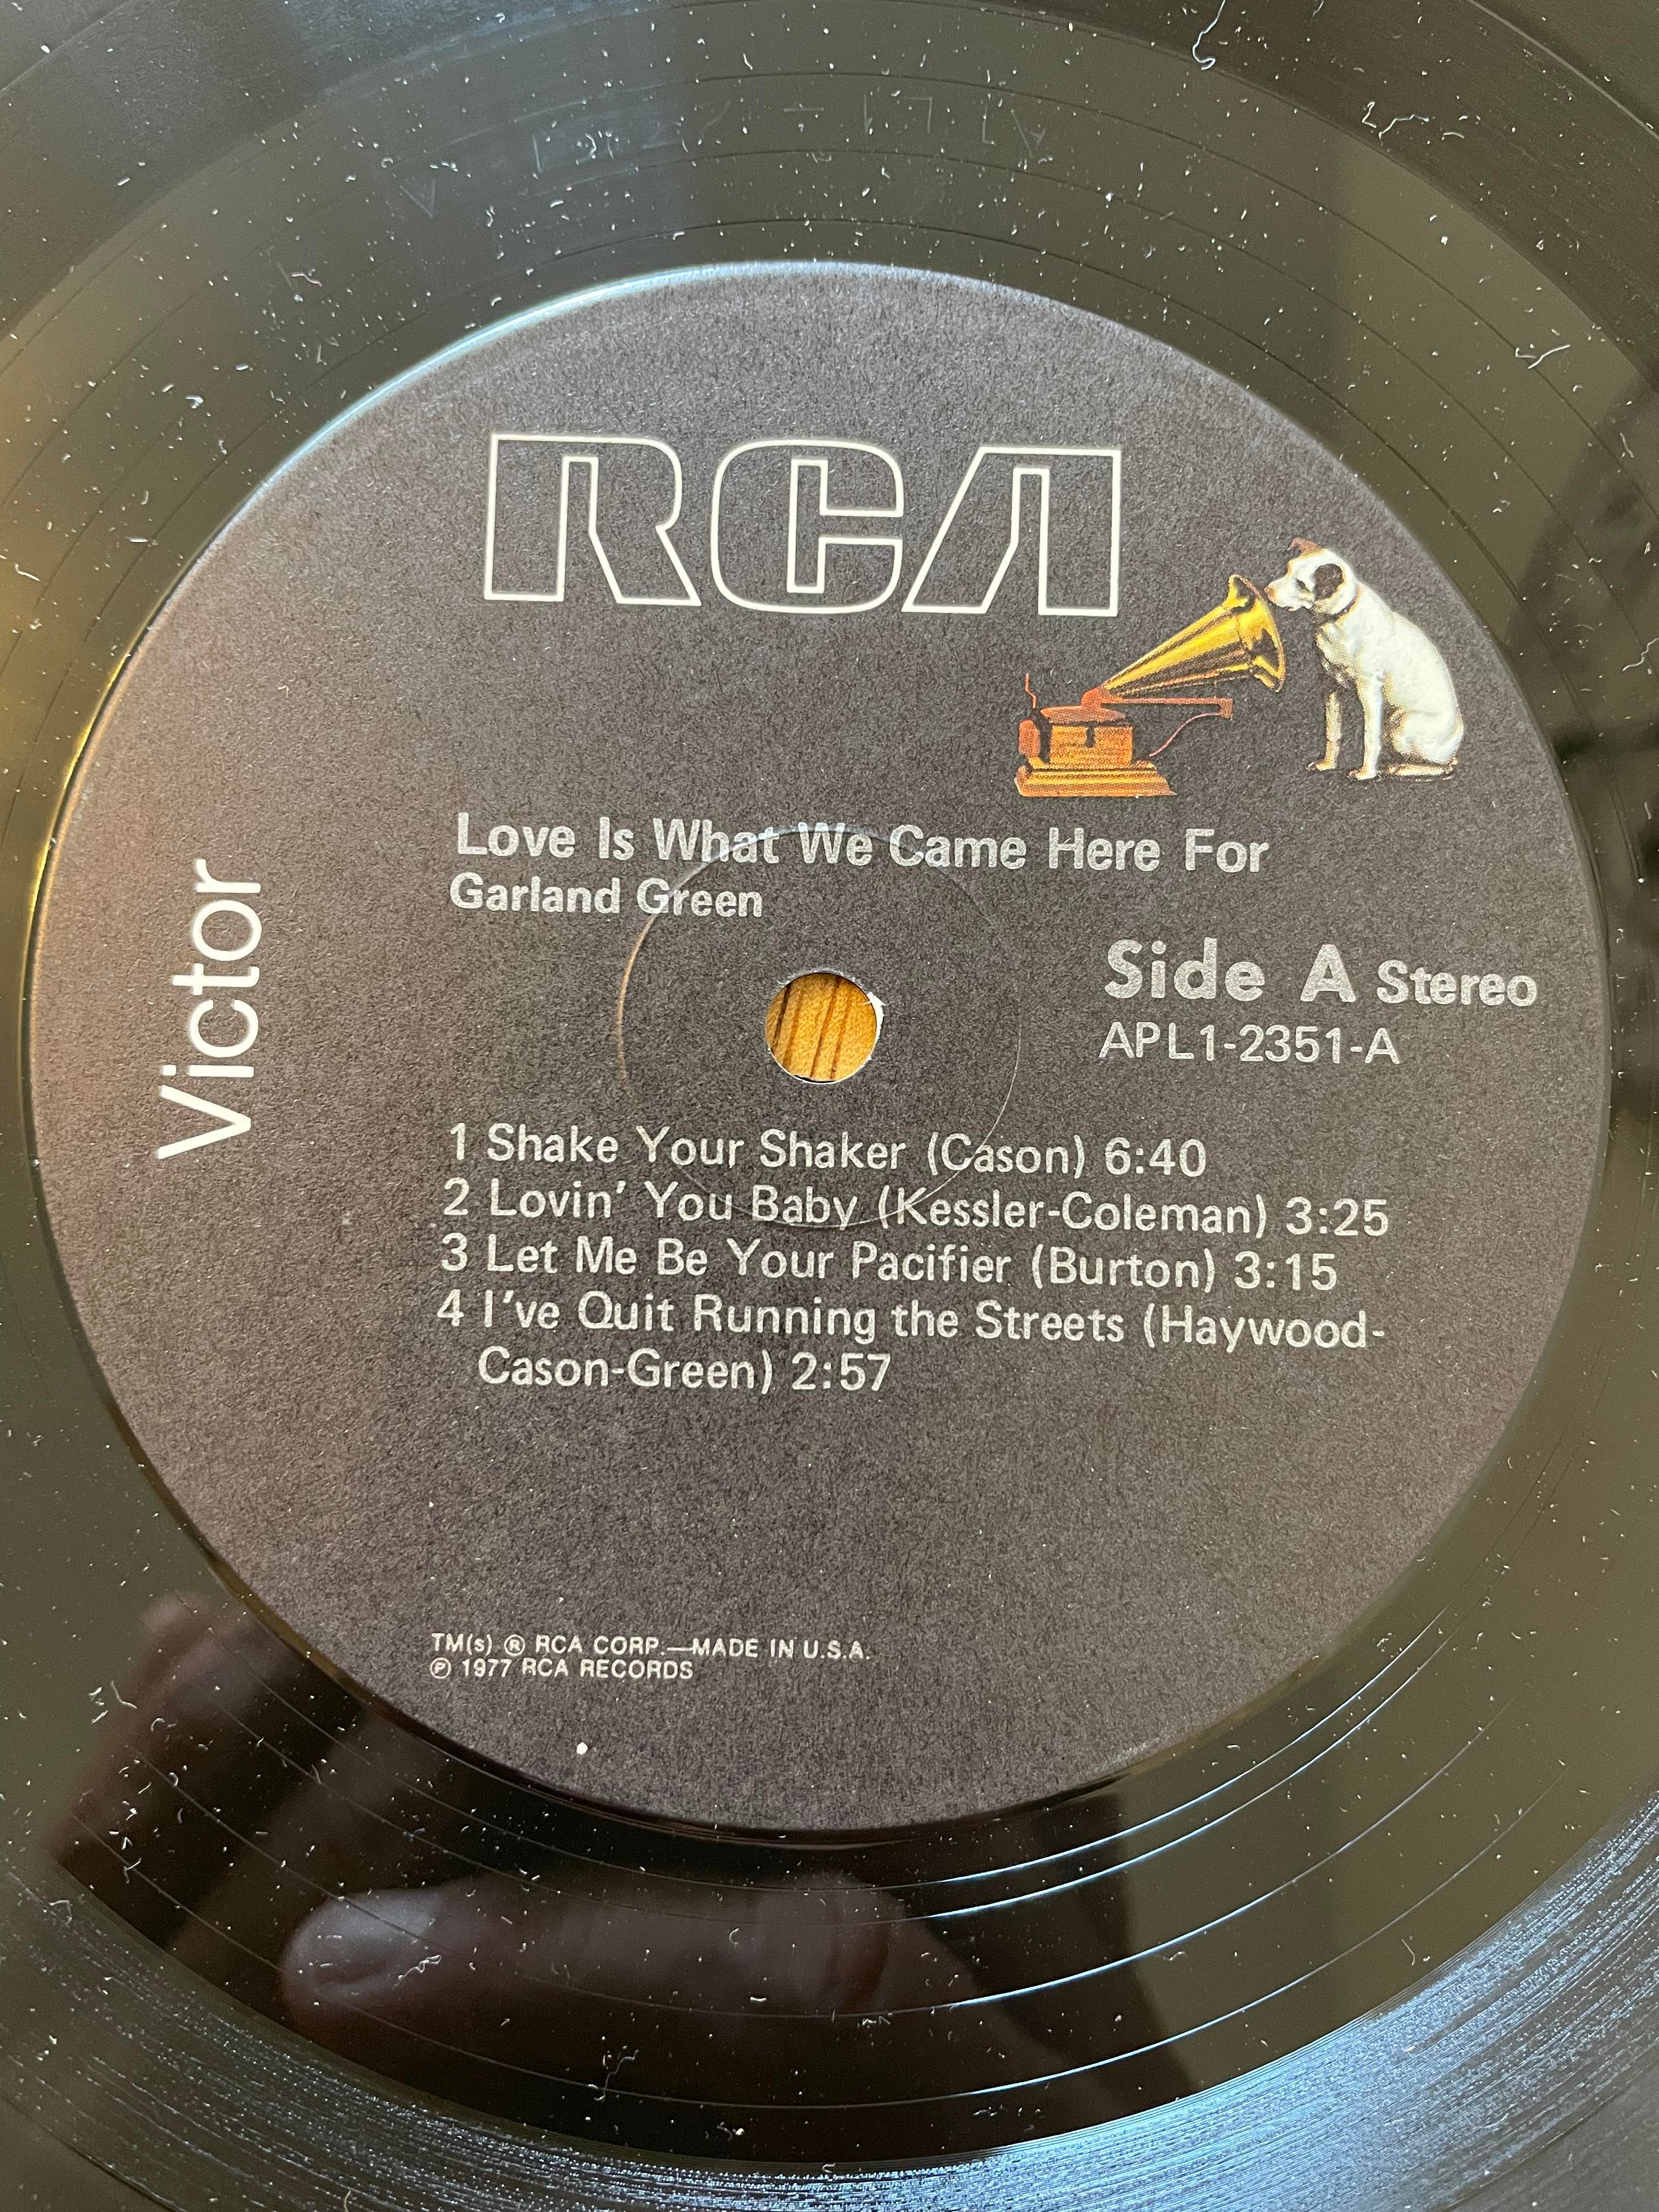 RCA
Victor
Love Is What We Came Here For
Garland Green
Side A Stereo
APL1-2351-A
1 Shake Your Shaker (Cason) 6:40
2 Lovin' You Baby (Kessler-Coleman) 3:25
3 Let Me Be Your Pacifier (Burton) 3:15
4 I've Quit Running the Streets (Haywood-
Cason-Green) 2:57
TM(s) ® RCA CORP.—MADE IN U.S.A.
℗ 1977 RCA RECORDS